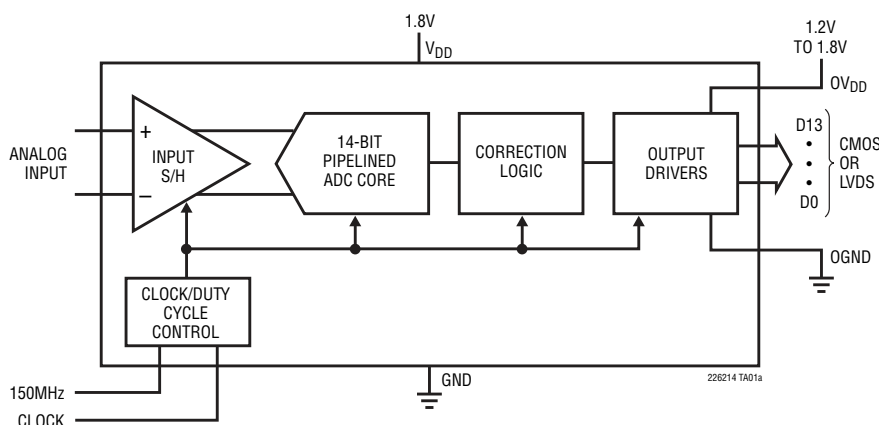 1.8V
VDD
1.2V
TO 1.8V
OVDD
ANALOG
INPUT
+
–
INPUT
S/H
14-BIT
PIPELINED
ADC CORE
CORRECTION
LOGIC
OUTPUT
DRIVERS
D13
•
•
•
D0
CMOS
OR
LVDS
OGND
CLOCK/DUTY
CYCLE
CONTROL
GND
226214 TA01a
150MHz
CLOCK